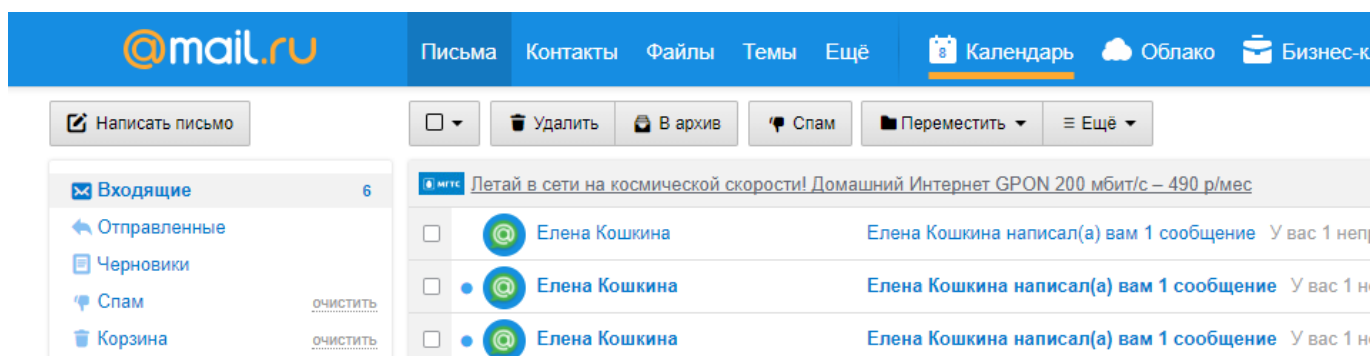 @mail.ru Письма Контакты Файлы Темы Ещё 8 Календарь Облако
Написать письмо Удалить В архив Спам Переместить Ещё
Входящие 6
Отправленные
Черновики
Спам очистить
Корзина очистить
МГТС Летай в сети на космической скорости! Домашний Интернет GPON 200 мбит/с – 490 р/мес
Елена Кошкина Елена Кошкина написал(а) вам 1 сообщение У вас 1
Елена Кошкина Елена Кошкина написал(а) вам 1 сообщение У вас 1
Елена Кошкина Елена Кошкина написал(а) вам 1 сообщение У вас 1